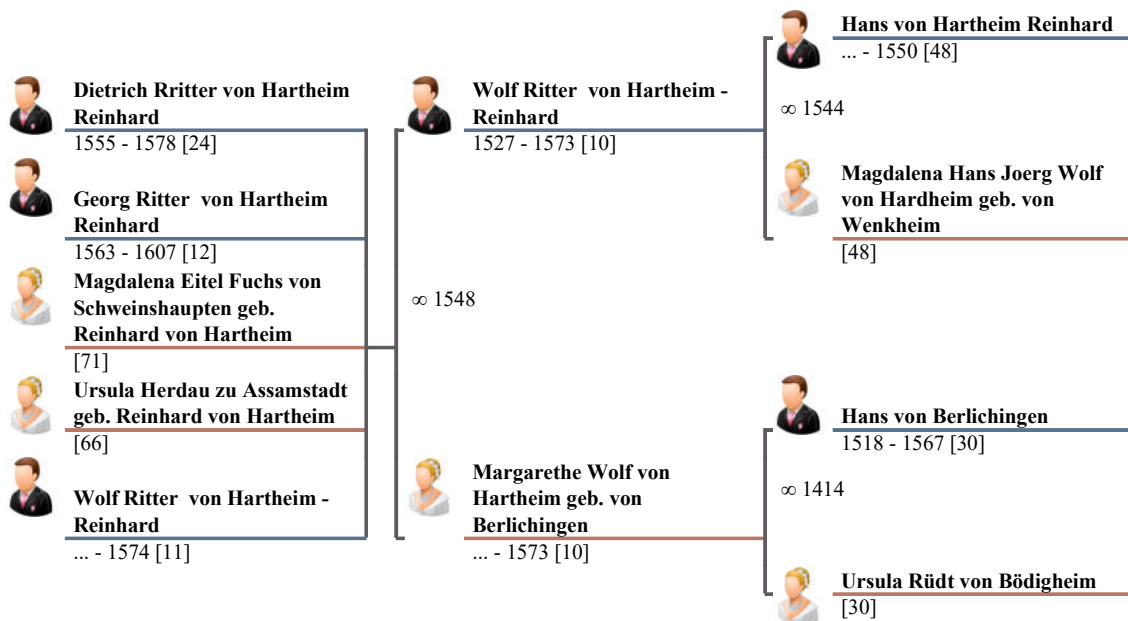 Dietrich Rritter von Hartheim
Reinhard
1555 - 1578 [24]
Georg Ritter von Hartheim
Reinhard
1563 - 1607 [12]
Magdalena Eitel Fuchs von
Schweinshaupten geb.
Reinhard von Hartheim
[71]
Ursula Herdau zu Assamstadt
geb. Reinhard von Hartheim
[66]
Wolf Ritter von Hartheim -
Reinhard
... - 1574 [11]
Wolf Ritter von Hartheim -
Reinhard
1527 - 1573 [10]
∞ 1548
Margarethe Wolf von
Hartheim geb. von
Berlichingen
... - 1573 [10]
Hans von Hartheim Reinhard
... - 1550 [48]
∞ 1544
Magdalena Hans Joerg Wolf
von Hardheim geb. von
Wenkheim
[48]
Hans von Berlichingen
1518 - 1567 [30]
∞ 1414
Ursula Rüdt von Bödigheim
[30]